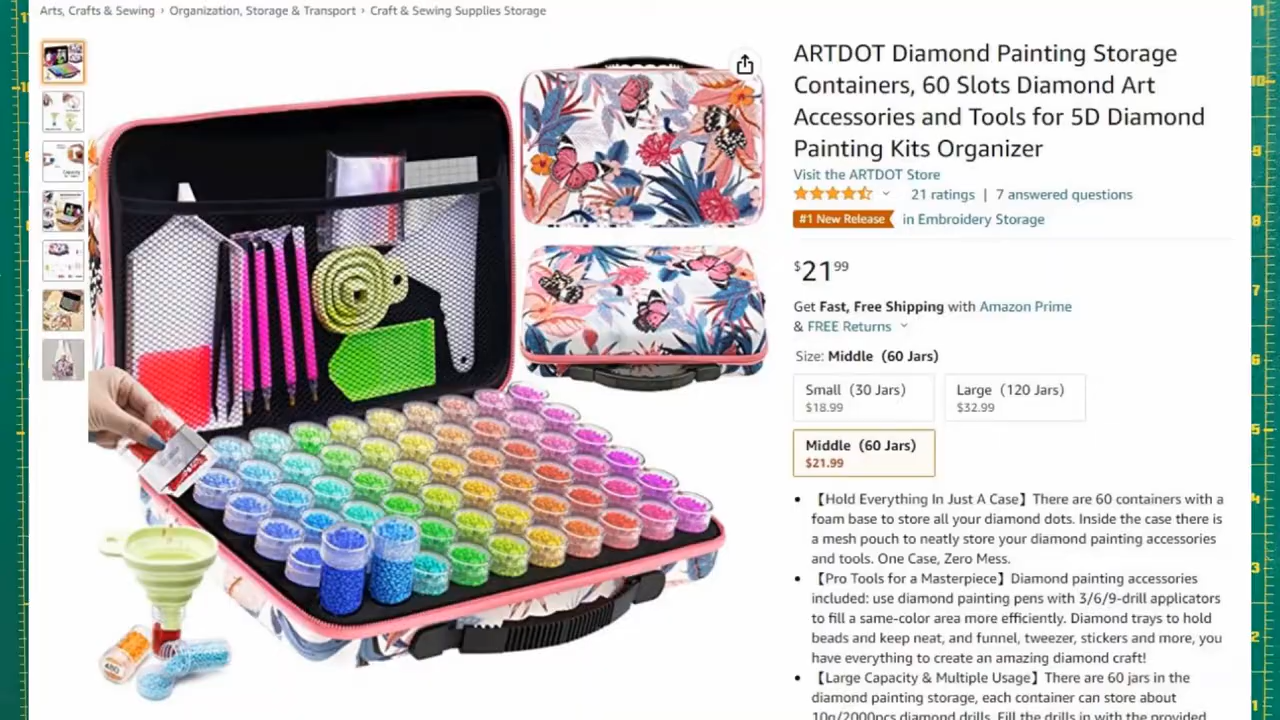 Arts, Crafts & Sewing › Organization, Storage & Transport › Craft & Sewing Supplies Storage
ARTDOT Diamond Painting Storage
Containers, 60 Slots Diamond Art
Accessories and Tools for 5D Diamond
Painting Kits Organizer
Visit the ARTDOT Store
21 ratings | 7 answered questions
#1 New Release in Embroidery Storage
$21 99
Get Fast, Free Shipping with Amazon Prime
& FREE Returns
Size: Middle（60 Jars）
Small（30 Jars）
$18.99
Large（120 Jars）
$32.99
Middle（60 Jars）
$21.99
• 【Hold Everything In Just A Case】There are 60 containers with a
foam base to store all your diamond dots. Inside the case there is
a mesh pouch to neatly store your diamond painting accessories
and tools. One Case, Zero Mess.
• 【Pro Tools for a Masterpiece】Diamond painting accessories
included: use diamond painting pens with 3/6/9-drill applicators
to fill a same-color area more efficiently. Diamond trays to hold
beads and keep neat, and funnel, tweezer, stickers and more, you
have everything to create an amazing diamond craft!
• 【Large Capacity & Multiple Usage】There are 60 jars in the
diamond painting storage, each container can store about
10g/2000pcs diamond drills. Fill the drills in with the provided